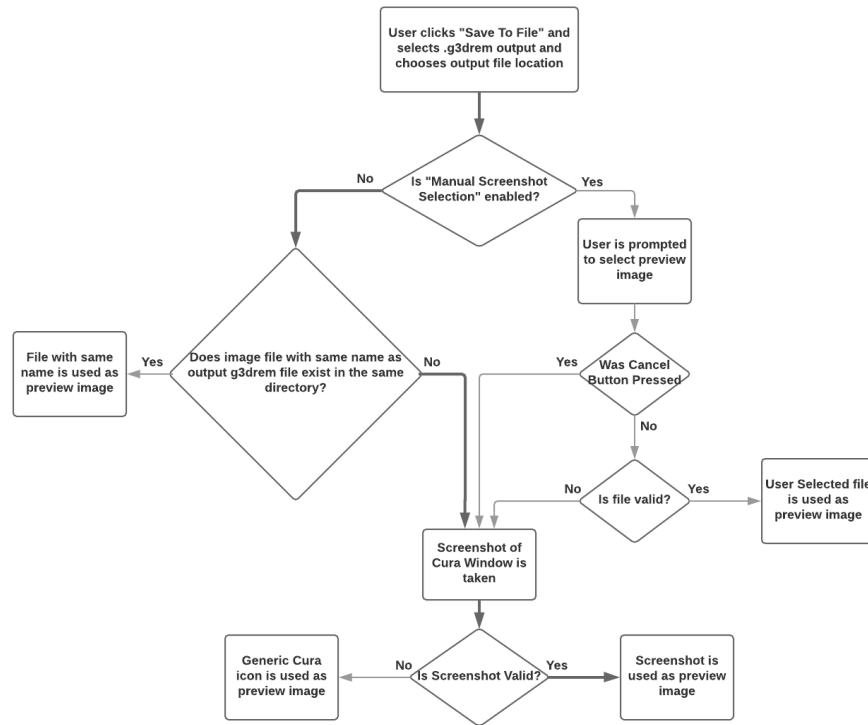 User clicks "Save To File" and
selects .g3drem output and
chooses output file location
No
Is "Manual Screenshot
Selection" enabled?
Yes
User is prompted
to select preview
image
File with same
name is used as
preview image
Yes
Does image file with same name as
output g3drem file exist in the same
directory?
No
Yes
Was Cancel
Button Pressed
No
No
Is file valid?
Yes
User Selected file
is used as
preview image
Screenshot of
Cura Window is
taken
Generic Cura
icon is used as
preview image
No
Is Screenshot Valid?
Yes
Screenshot is
used as preview
image